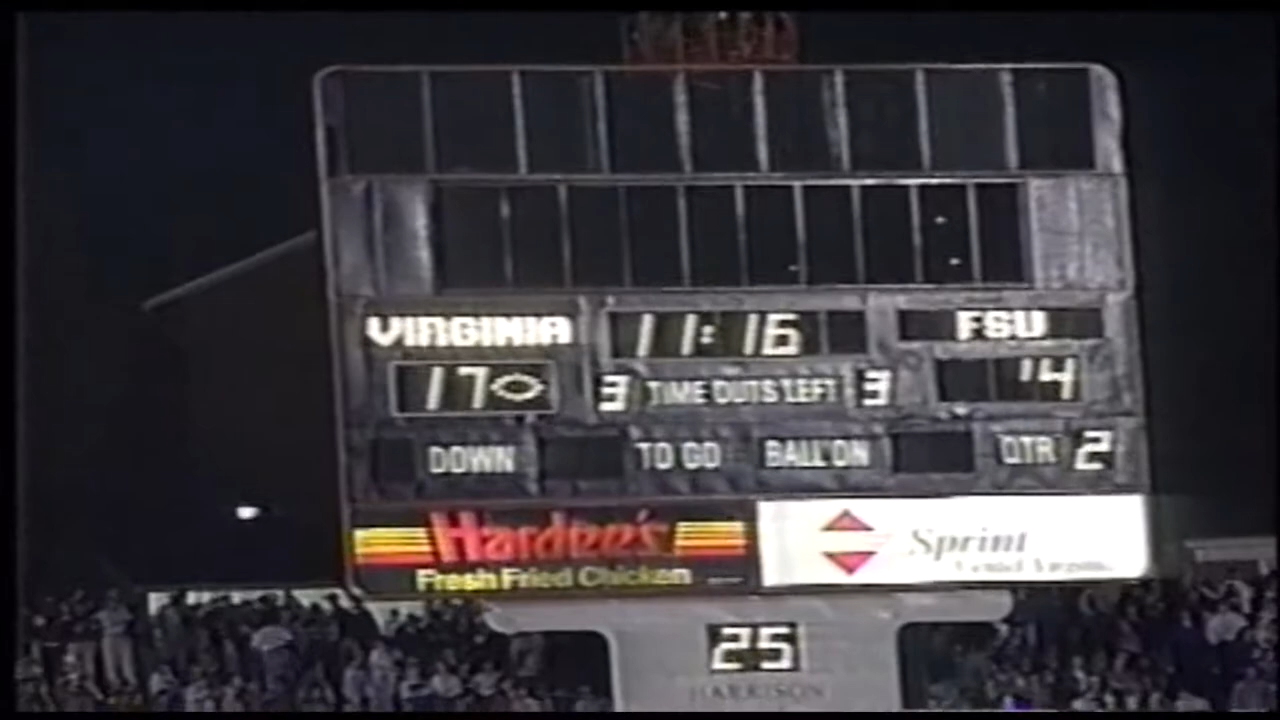 VIRGINIA 11:16 FSU
17 3 TIME OUTS LEFT 3 14
DOWN TO GO BALL ON QTR 2
Hardee's Sprint
Fresh Fried Chicken
25
HARRISON